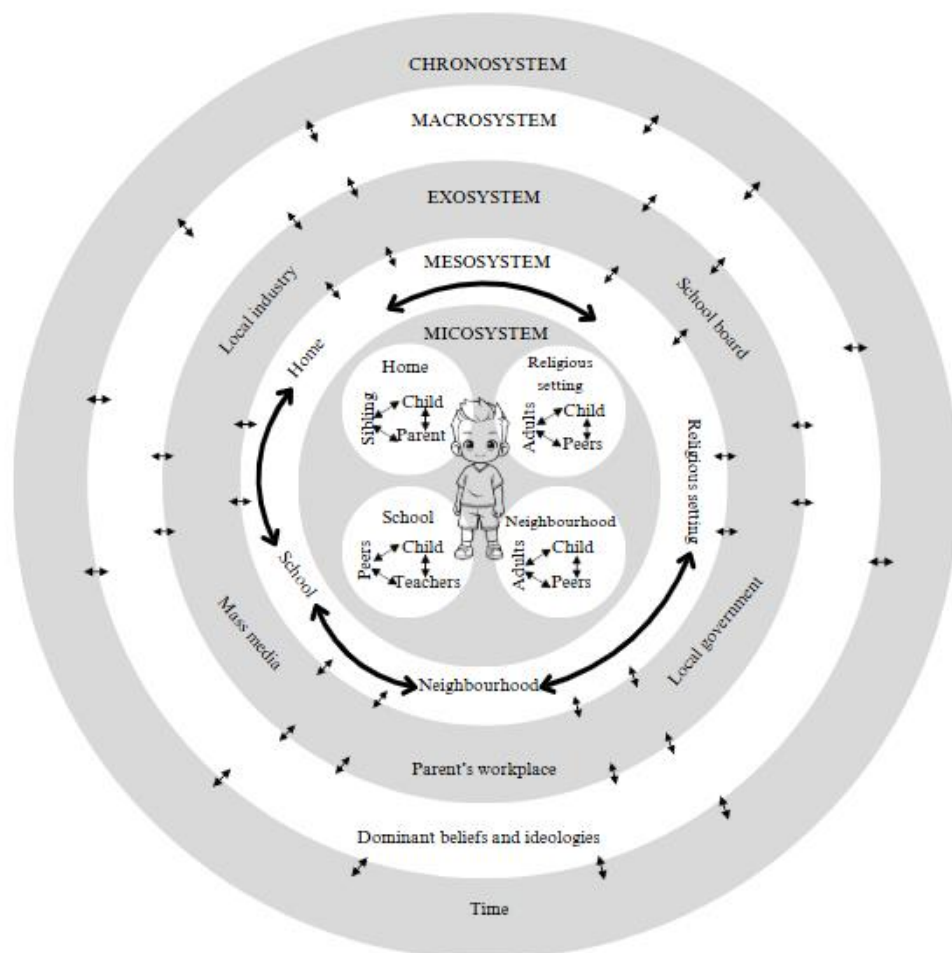 CHRONOSYSTEM
MACROSYSTEM
EXOSYSTEM
MESOSYSTEM
MICOSYSTEM
Local industry
School board
Home
Religious setting
Home
Sibling
Child
Parent
Religious
setting
Adults
Child
Peers
School
Peers
Child
Teachers
Neighbourhood
Adults
Child
Peers
School
Mass media
Local government
Neighbourhood
Parent's workplace
Dominant beliefs and ideologies
Time